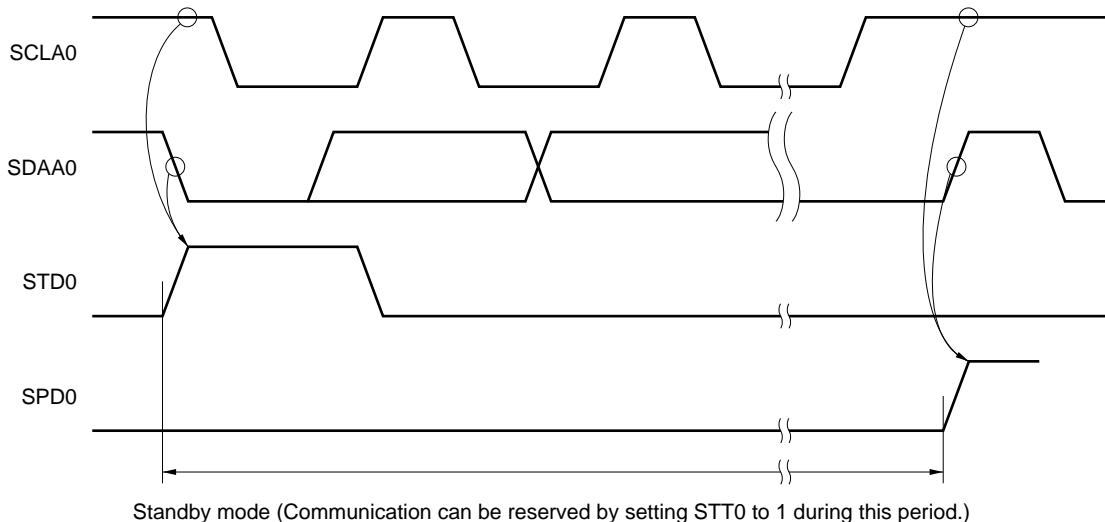 SCLA0
SDAA0
STD0
SPD0
Standby mode (Communication can be reserved by setting STT0 to 1 during this period.)